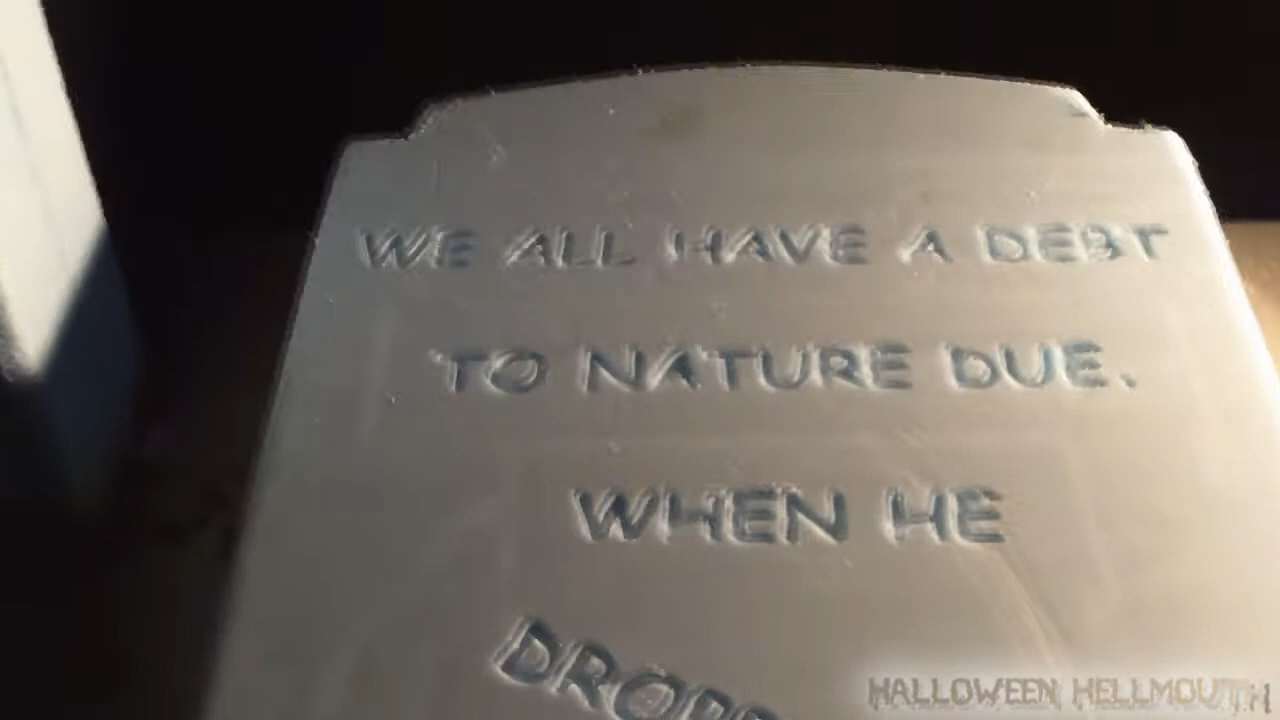 WE ALL HAVE A DEBT
TO NATURE DUE.
WHEN HE
HALLOWEEN HELLMOUTH